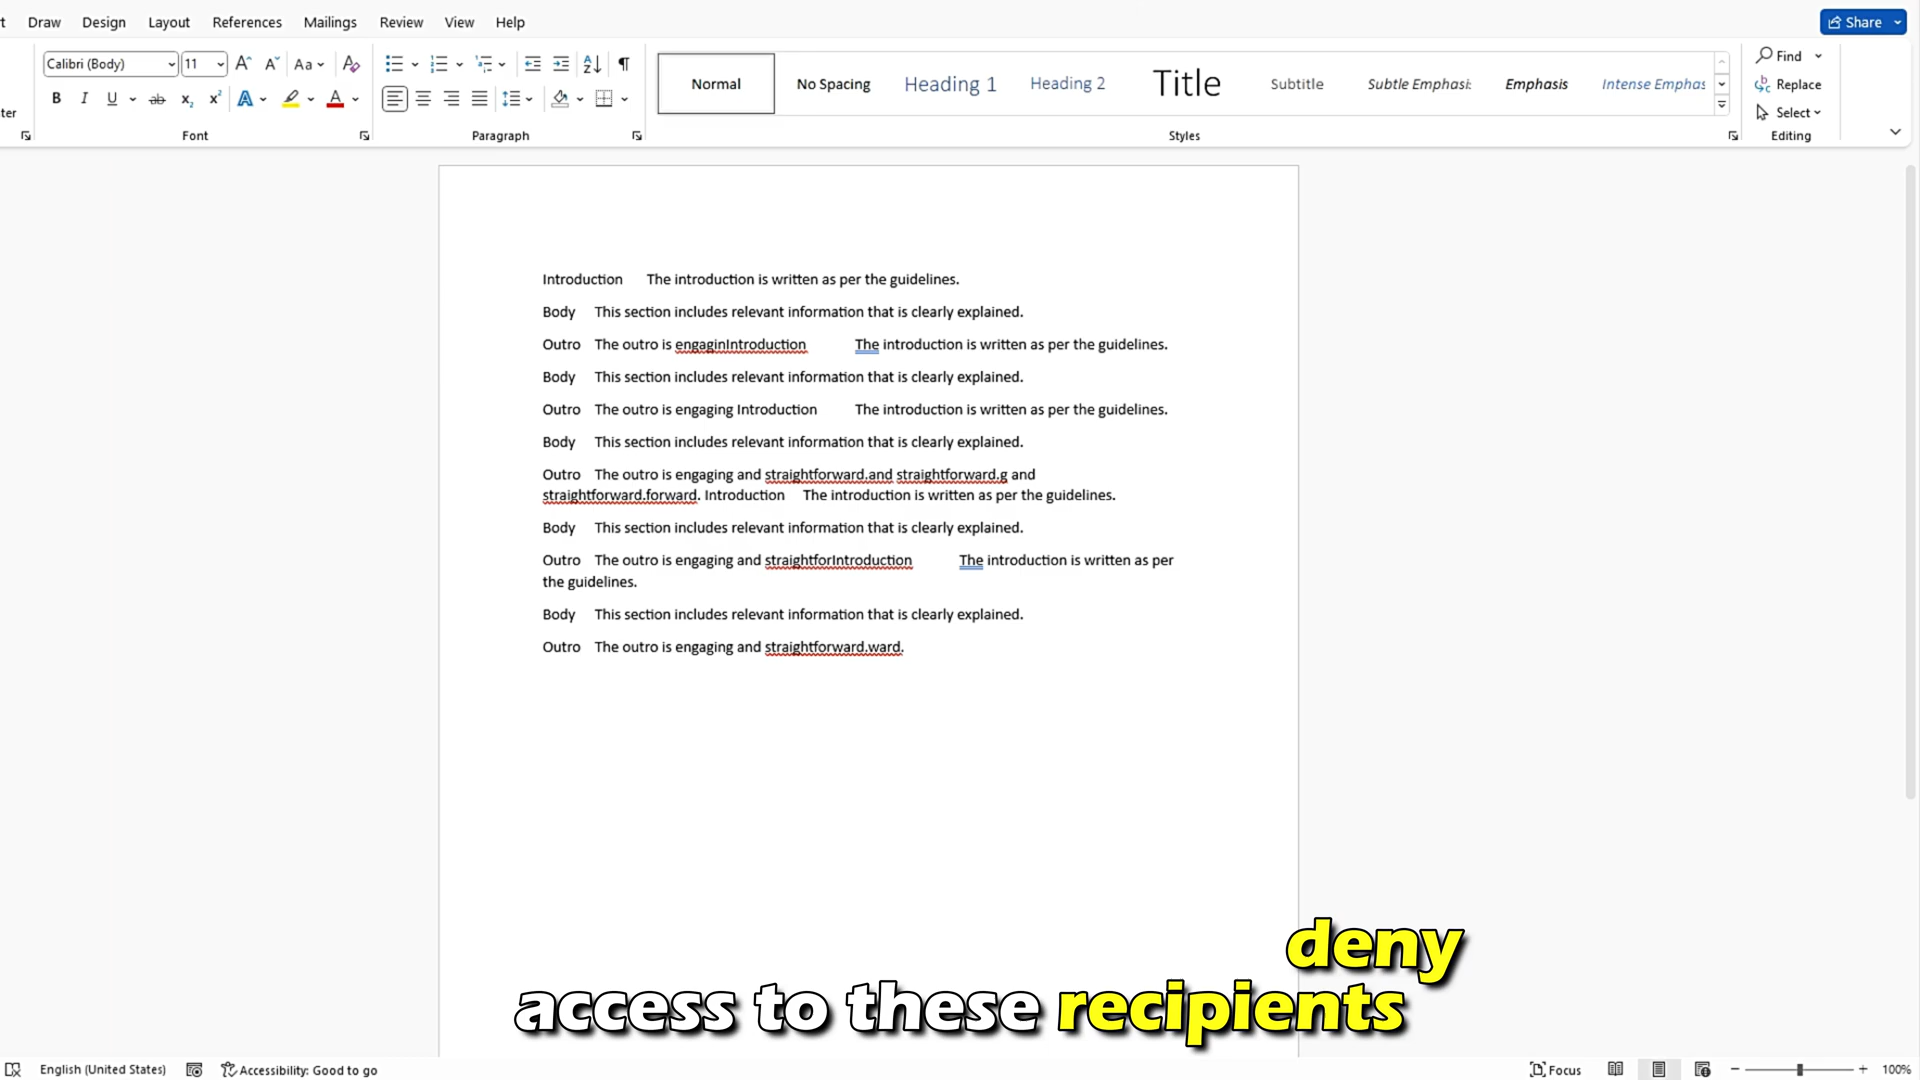 t Draw Design Layout References Mailings Review View Help Share
Calibri (Body) 11 Aa
B I U ab x₂ x² A A
ter
Font Paragraph Styles Editing
Normal No Spacing Heading 1 Heading 2 Title Subtitle Subtle Emphasi Emphasis Intense Emphas
Find
Replace
Select
Introduction The introduction is written as per the guidelines.
Body This section includes relevant information that is clearly explained.
Outro The outro is engaginIntroduction The introduction is written as per the guidelines.
Body This section includes relevant information that is clearly explained.
Outro The outro is engaging Introduction The introduction is written as per the guidelines.
Body This section includes relevant information that is clearly explained.
Outro The outro is engaging and straightforward.and straightforward.g and
straightforward.forward. Introduction The introduction is written as per the guidelines.
Body This section includes relevant information that is clearly explained.
Outro The outro is engaging and straightforIntroduction The introduction is written as per
the guidelines.
Body This section includes relevant information that is clearly explained.
Outro The outro is engaging and straightforward.ward.
deny
access to these recipients
English (United States) Accessibility: Good to go Focus 100%